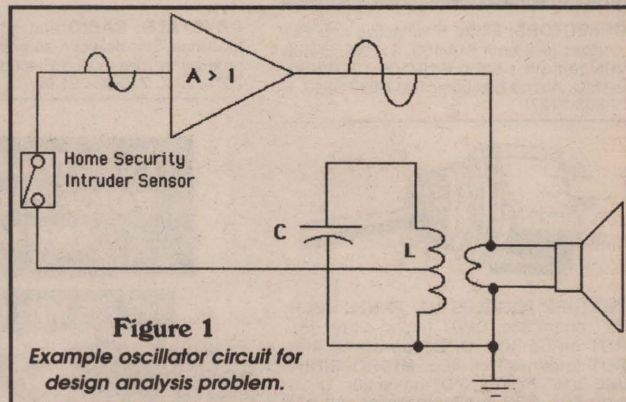 A > 1
Home Security
Intruder Sensor
C
L
Figure 1
Example oscillator circuit for
design analysis problem.